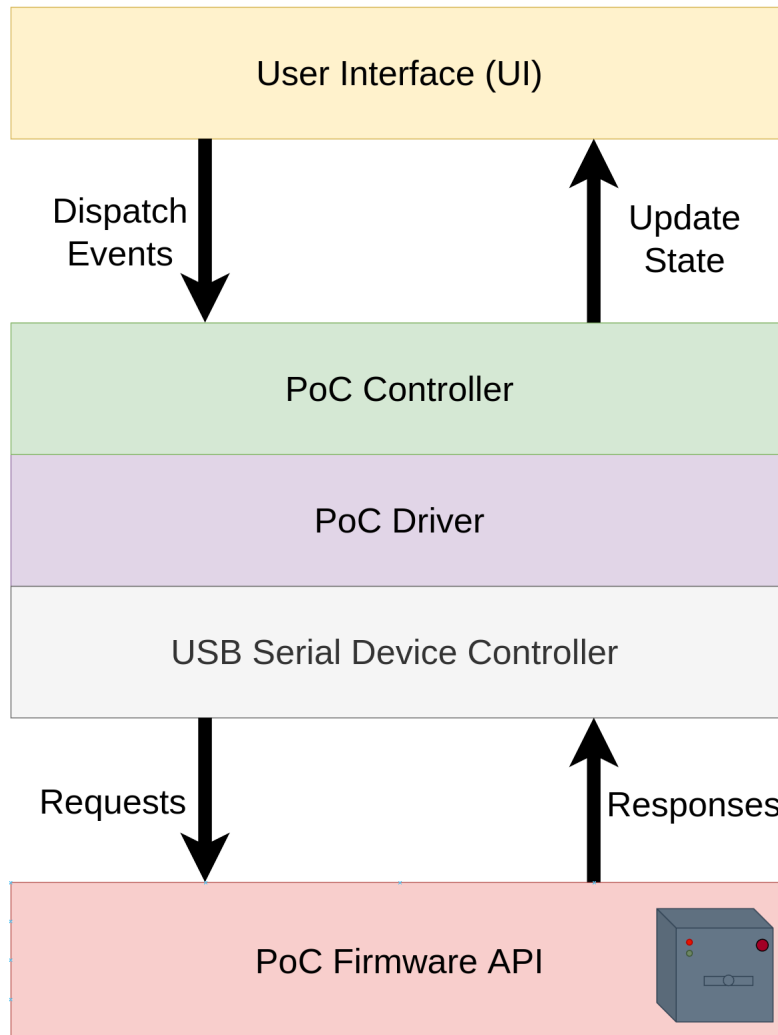 User Interface (UI)
Dispatch
Events
Update
State
PoC Controller
PoC Driver
USB Serial Device Controller
Requests
Responses
PoC Firmware API